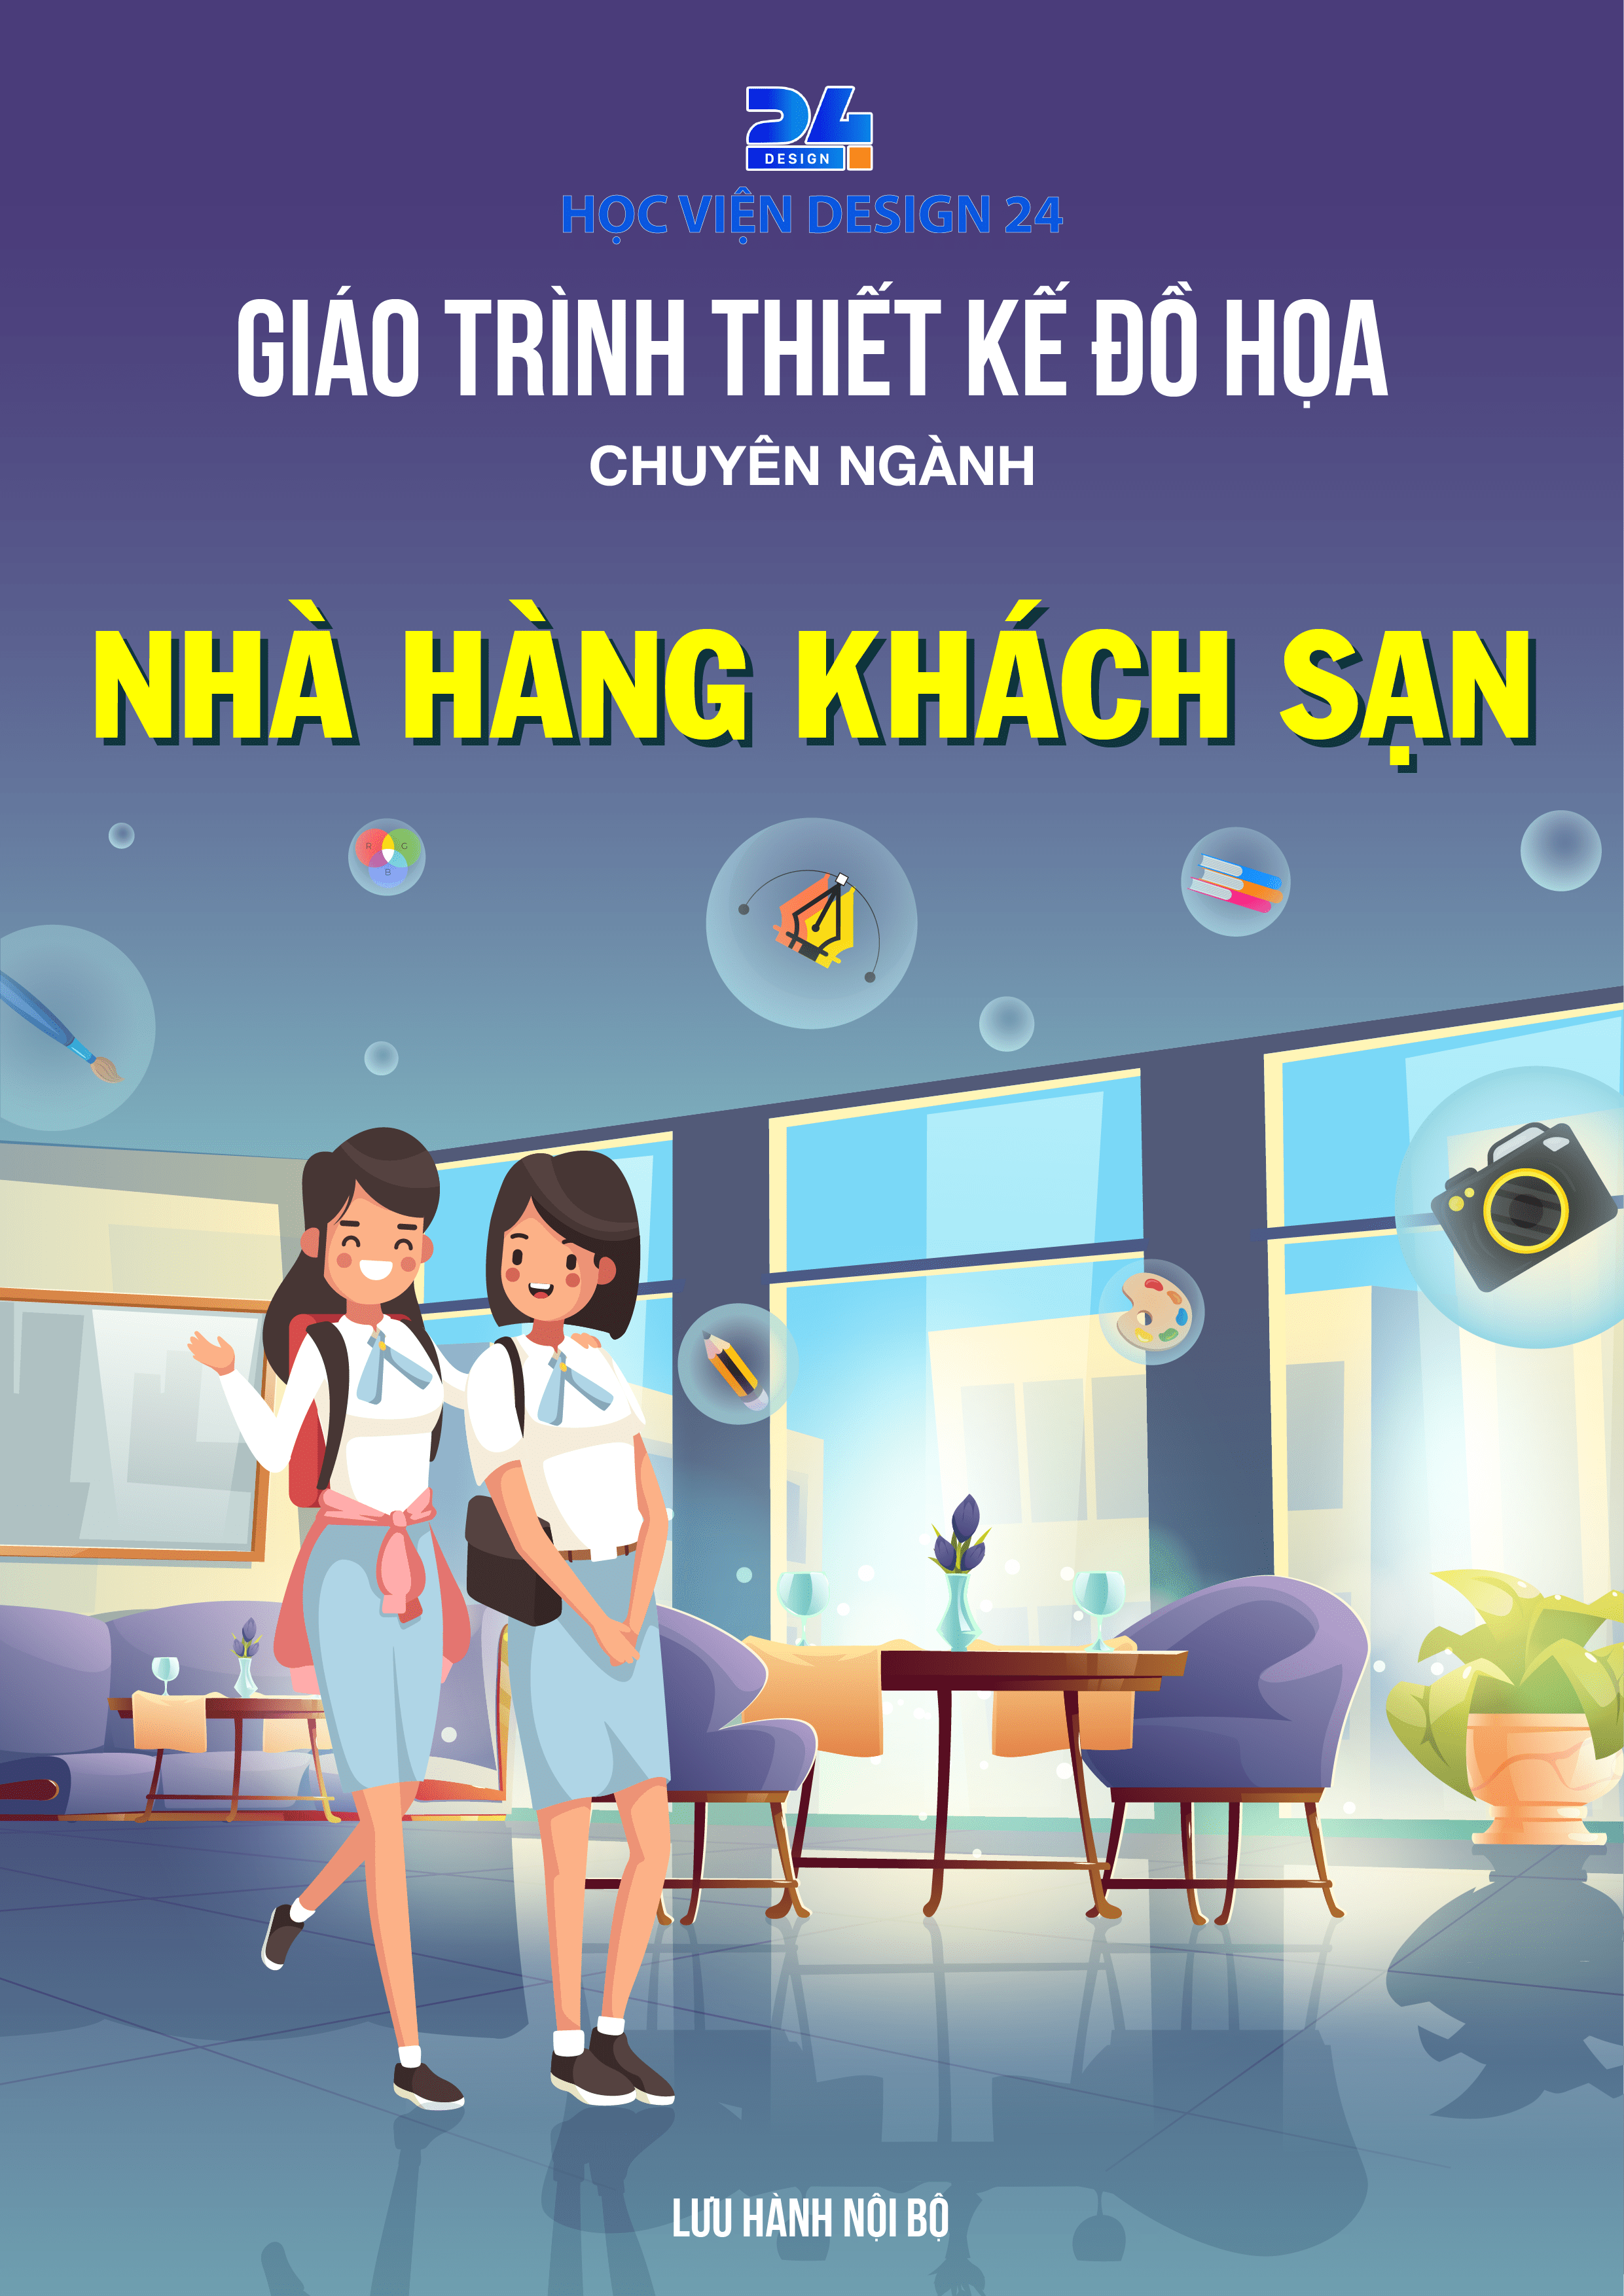 24
DESIGN
HỌC VIỆN DESIGN 24
GIÁO TRÌNH THIẾT KẾ ĐỒ HỌA
CHUYÊN NGÀNH
NHÀ HÀNG KHÁCH SẠN
R G
B
LƯU HÀNH NỘI BỘ